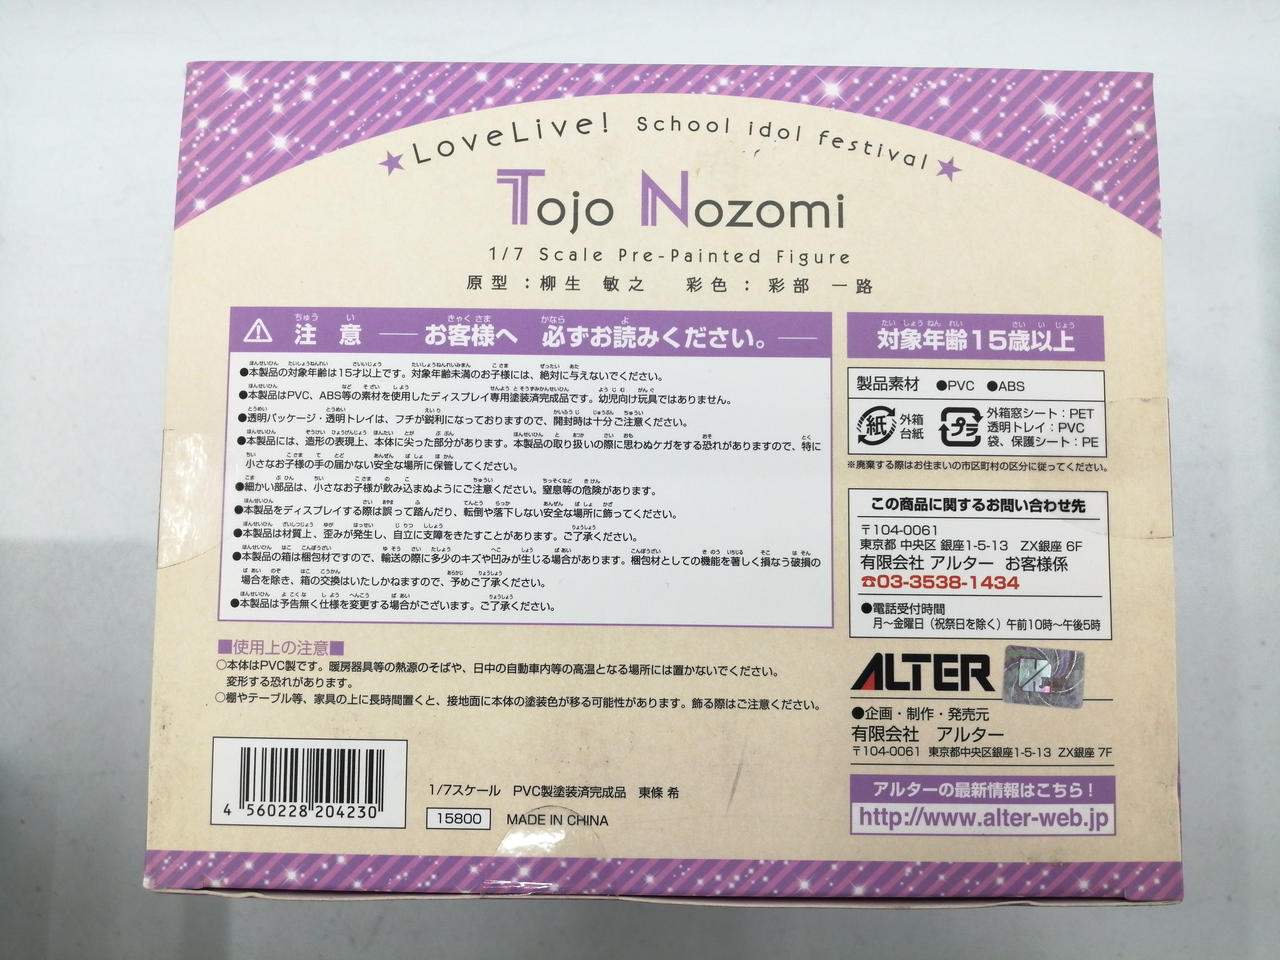 ★LoveLive! School idol festival★
Tojo Nozomi
1/7 Scale Pre-Painted Figure
原型：柳生 敏之 彩色：彩部 一路
注意 ― お客様へ 必ずお読みください。―
●本製品の対象年齢は15才以上です。対象年齢未満のお子様には、絶対に与えないでください。
●本製品はPVC、ABS等の素材を使用したディスプレイ専用塗装済完成品です。幼児向け玩具ではありません。
●透明パッケージ・透明トレイは、フチが鋭利になっておりますので、開封時は十分ご注意ください。
●本製品には、造形の表現上、本体に尖った部分があります。本製品の取り扱いの際に思わぬケガをする恐れがありますので、特に
小さなお子様の手の届かない安全な場所に保管してください。
●細かい部品は、小さなお子様が飲み込まぬようにご注意ください。窒息等の危険があります。
●本製品をディスプレイする際は誤って踏んだり、転倒や落下しない安全な場所に飾ってください。
●本製品は材質上、歪みが発生し、自立に支障をきたすことがあります。ご了承ください。
●本製品の箱は梱包材ですので、輸送の際に多少のキズや凹みが生じる場合があります。梱包材としての機能を著しく損なう破損の
場合を除き、箱の交換はいたしかねますので、予めご了承ください。
●本製品は予告無く仕様を変更する場合がございます。ご了承ください。
■使用上の注意■
○本体はPVC製です。暖房器具等の熱源のそばや、日中の自動車内等の高温となる場所には置かないでください。
変形する恐れがあります。
○棚やテーブル等、家具の上に長時間置くと、接地面に本体の塗装色が移る可能性があります。飾る際はご注意ください。
4 560228 204230
1/7スケール PVC製塗装済完成品 東條 希
15800 MADE IN CHINA
対象年齢15歳以上
製品素材 ●PVC ●ABS
紙 外箱
台紙
プラ 外箱窓シート：PET
透明トレイ：PVC
袋、保護シート：PE
※廃棄する際はお住まいの市区町村の区分に従ってください。
この商品に関するお問い合わせ先
〒104-0061
東京都 中央区 銀座1-5-13 ZX銀座 6F
有限会社 アルター お客様係
☎03-3538-1434
●電話受付時間
月～金曜日（祝祭日を除く）午前10時～午後5時
ALTER
●企画・制作・発売元
有限会社 アルター
〒104-0061 東京都中央区銀座1-5-13 ZX銀座 7F
アルターの最新情報はこちら！
http://www.alter-web.jp